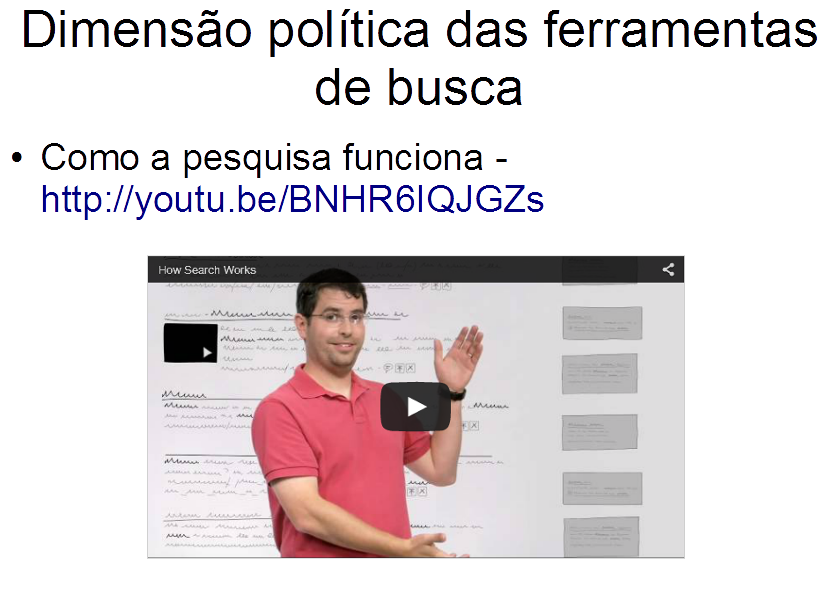 Dimensão política das ferramentas
de busca
• Como a pesquisa funciona -
http://youtu.be/BNHR6IQJGZs
How Search Works